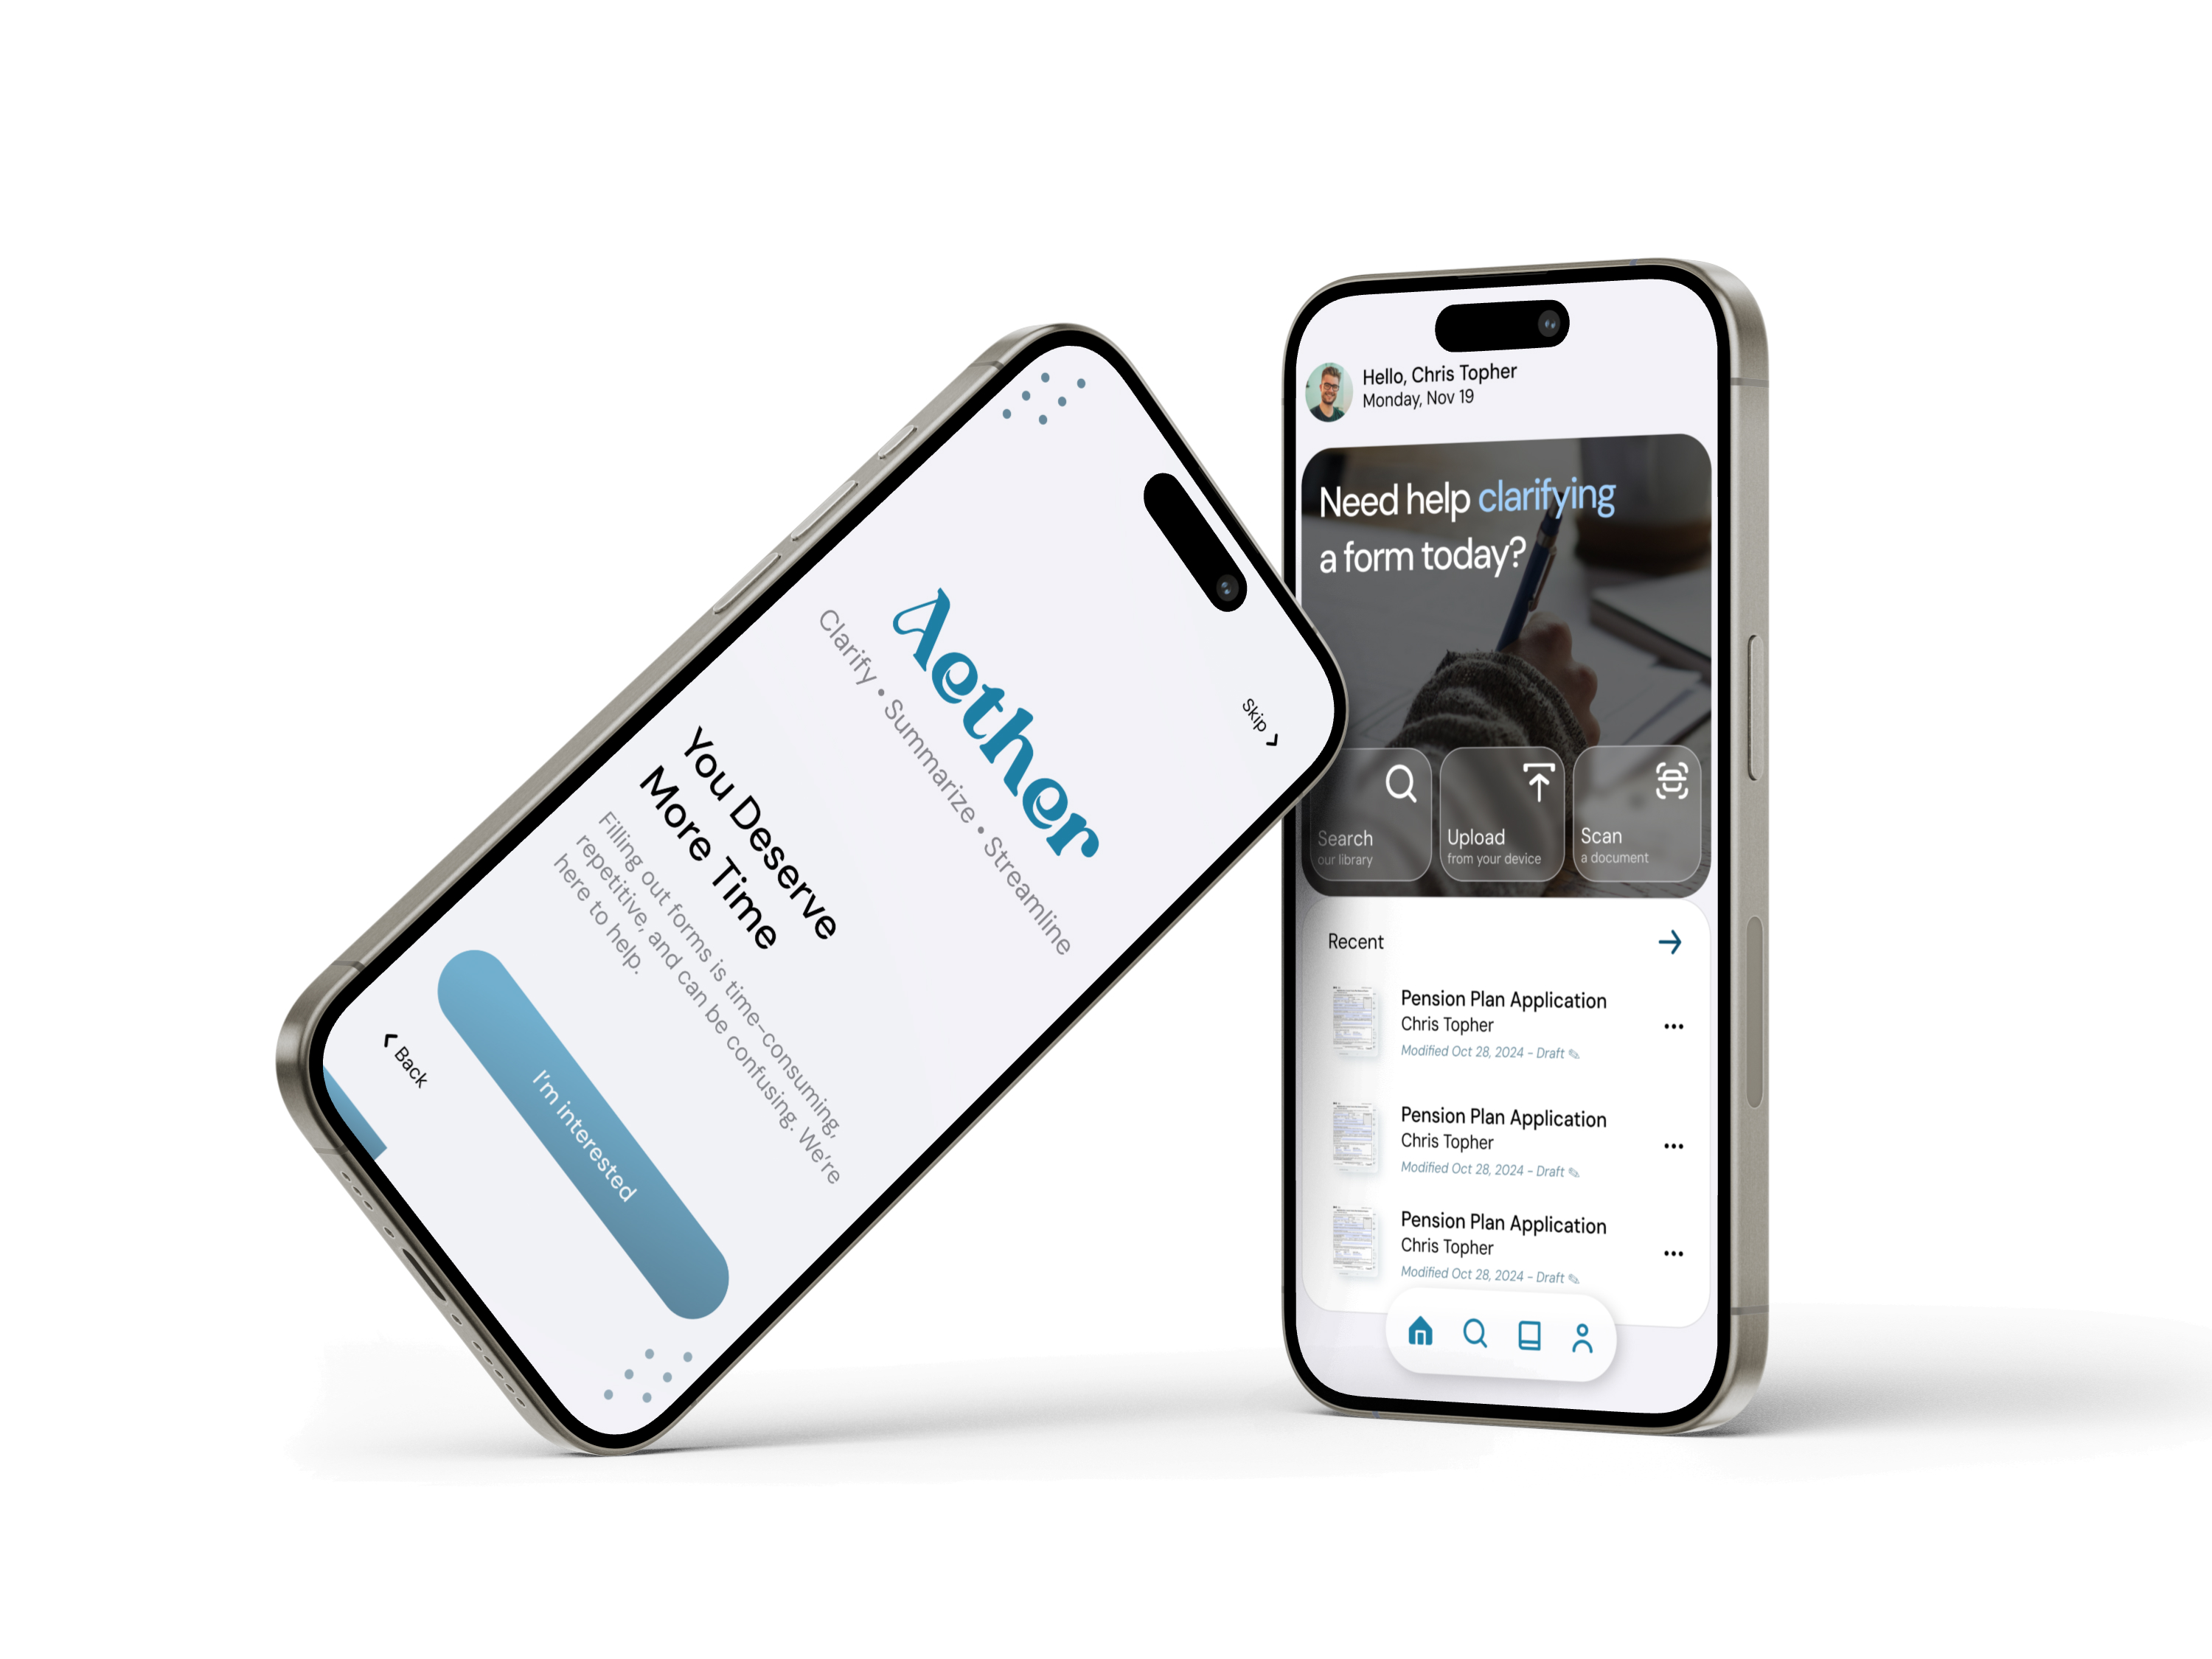 Skip
Aether
Clarify • Summarize • Streamline
You Deserve
More Time
Filling out forms is time-consuming,
repetitive, and can be confusing. We're
here to help.
I'm interested
Back
Hello, Chris Topher
Monday, Nov 19
Need help clarifying
a form today?
Search
our library
Upload
from your device
Scan
a document
Recent
Pension Plan Application
Chris Topher
Modified Oct 28, 2024 - Draft
Pension Plan Application
Chris Topher
Modified Oct 28, 2024 - Draft
Pension Plan Application
Chris Topher
Modified Oct 28, 2024 - Draft